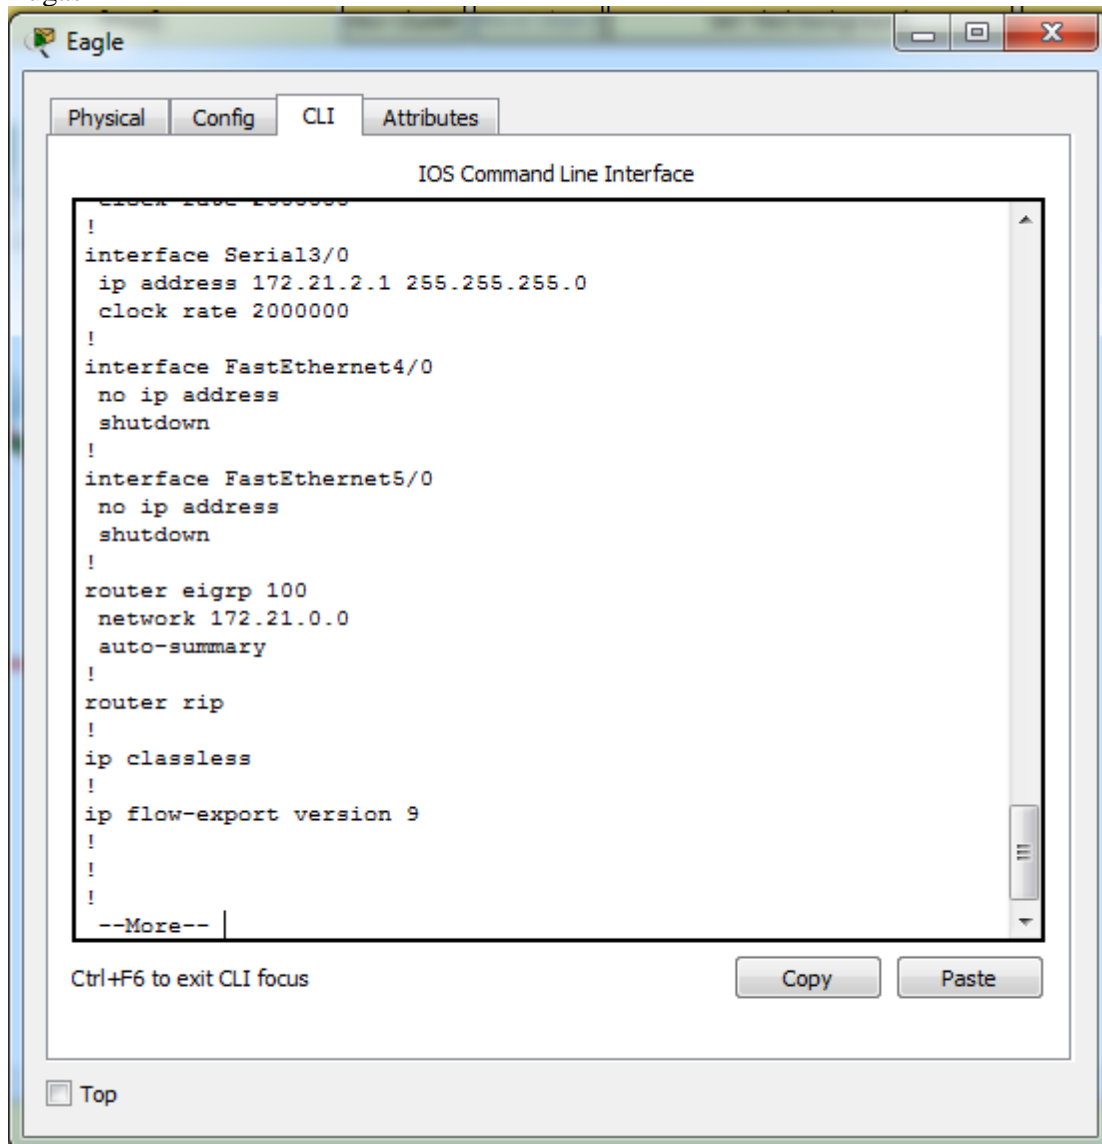 Eagle
Physical Config CLI Attributes
IOS Command Line Interface
clock rate 2000000
!
interface Serial3/0
ip address 172.21.2.1 255.255.255.0
clock rate 2000000
!
interface FastEthernet4/0
no ip address
shutdown
!
interface FastEthernet5/0
no ip address
shutdown
!
router eigrp 100
network 172.21.0.0
auto-summary
!
router rip
!
ip classless
!
ip flow-export version 9
!
!
!
--More--
Ctrl+F6 to exit CLI focus
Copy Paste
Top